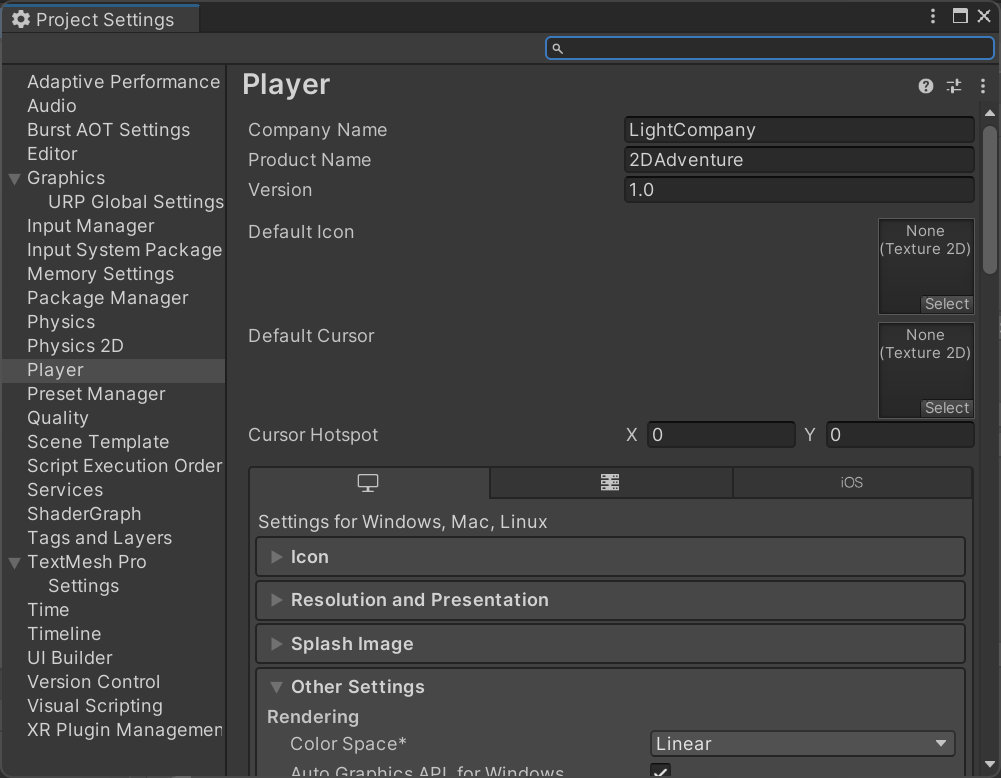 Project Settings
Adaptive Performance
Audio
Burst AOT Settings
Editor
Graphics
URP Global Settings
Input Manager
Input System Package
Memory Settings
Package Manager
Physics
Physics 2D
Player
Preset Manager
Quality
Scene Template
Script Execution Order
Services
ShaderGraph
Tags and Layers
TextMesh Pro
Settings
Time
Timeline
UI Builder
Version Control
Visual Scripting
XR Plugin Managemen
Player
Company Name LightCompany
Product Name 2DAdventure
Version 1.0
Default Icon
None
(Texture 2D)
Select
Default Cursor
None
(Texture 2D)
Select
Cursor Hotspot X 0 Y 0
iOS
Settings for Windows, Mac, Linux
Icon
Resolution and Presentation
Splash Image
Other Settings
Rendering
Color Space* Linear
Auto Graphics API for Windows